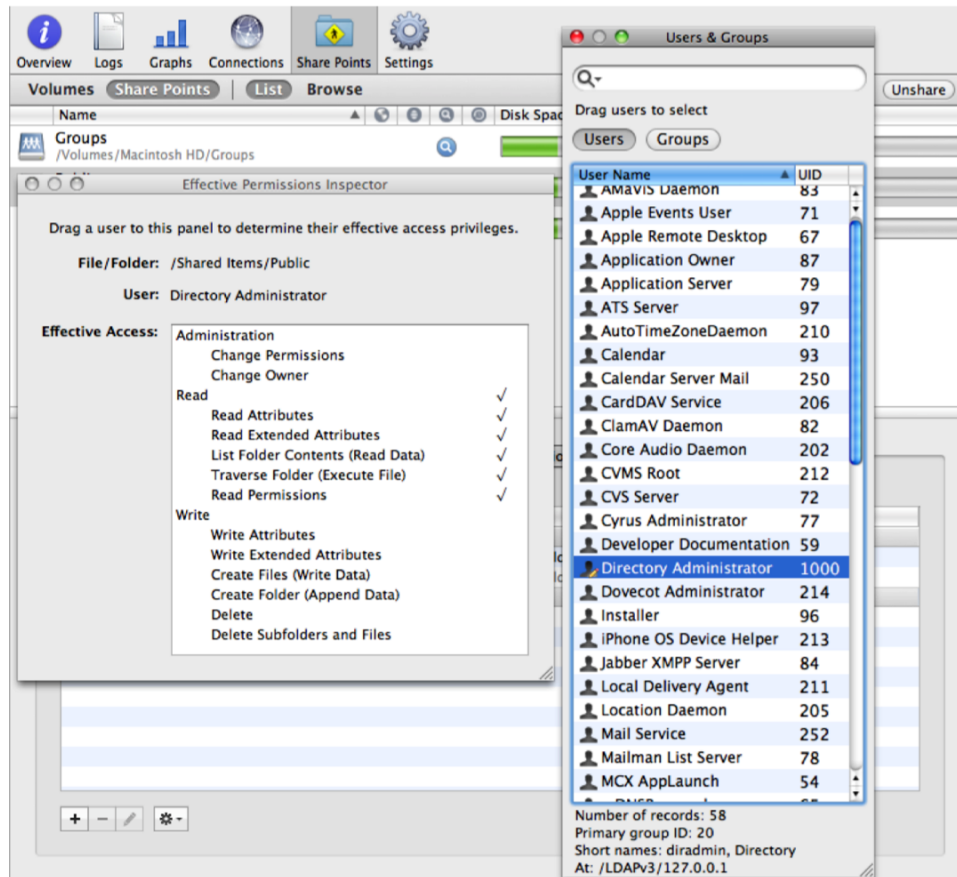 Overview Logs Graphs Connections Share Points Settings
Volumes Share Points List Browse
Unshare
Name Disk Spac
Groups
/Volumes/Macintosh HD/Groups
Effective Permissions Inspector
Drag a user to this panel to determine their effective access privileges.
File/Folder: /Shared Items/Public
User: Directory Administrator
Effective Access:
Administration
Change Permissions
Change Owner
Read ✓
Read Attributes ✓
Read Extended Attributes ✓
List Folder Contents (Read Data) ✓
Traverse Folder (Execute File) ✓
Read Permissions ✓
Write
Write Attributes
Write Extended Attributes
Create Files (Write Data)
Create Folder (Append Data)
Delete
Delete Subfolders and Files
Users & Groups
Drag users to select
Users Groups
User Name UID
AMaViS Daemon 83
Apple Events User 71
Apple Remote Desktop 67
Application Owner 87
Application Server 79
ATS Server 97
AutoTimeZoneDaemon 210
Calendar 93
Calendar Server Mail 250
CardDAV Service 206
ClamAV Daemon 82
Core Audio Daemon 202
CVMS Root 212
CVS Server 72
Cyrus Administrator 77
Developer Documentation 59
Directory Administrator 1000
Dovecot Administrator 214
Installer 96
iPhone OS Device Helper 213
Jabber XMPP Server 84
Local Delivery Agent 211
Location Daemon 205
Mail Service 252
Mailman List Server 78
MCX AppLaunch 54
Number of records: 58
Primary group ID: 20
Short names: diradmin, Directory
At: /LDAPv3/127.0.0.1